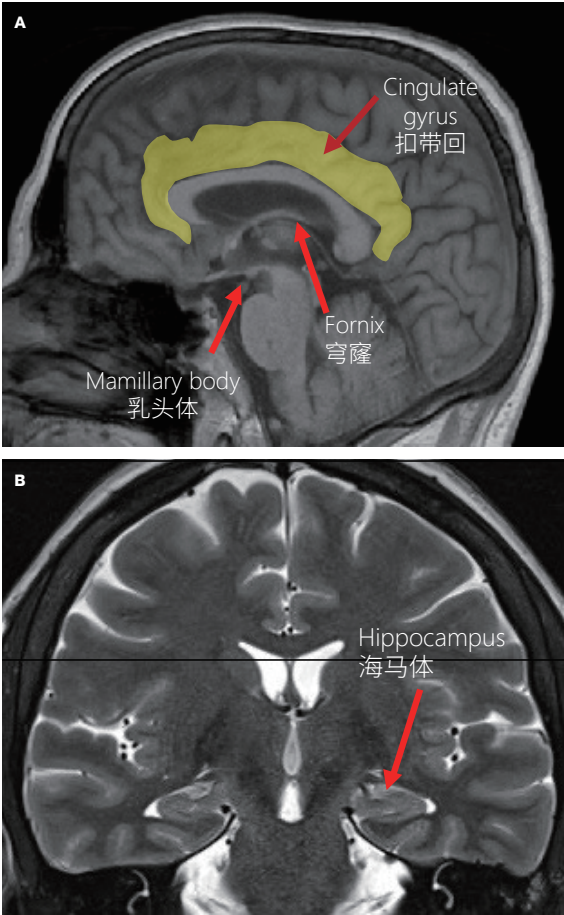 A
Cingulate
gyrus
扣带回
Fornix
穹窿
Mamillary body
乳头体
B
Hippocampus
海马体